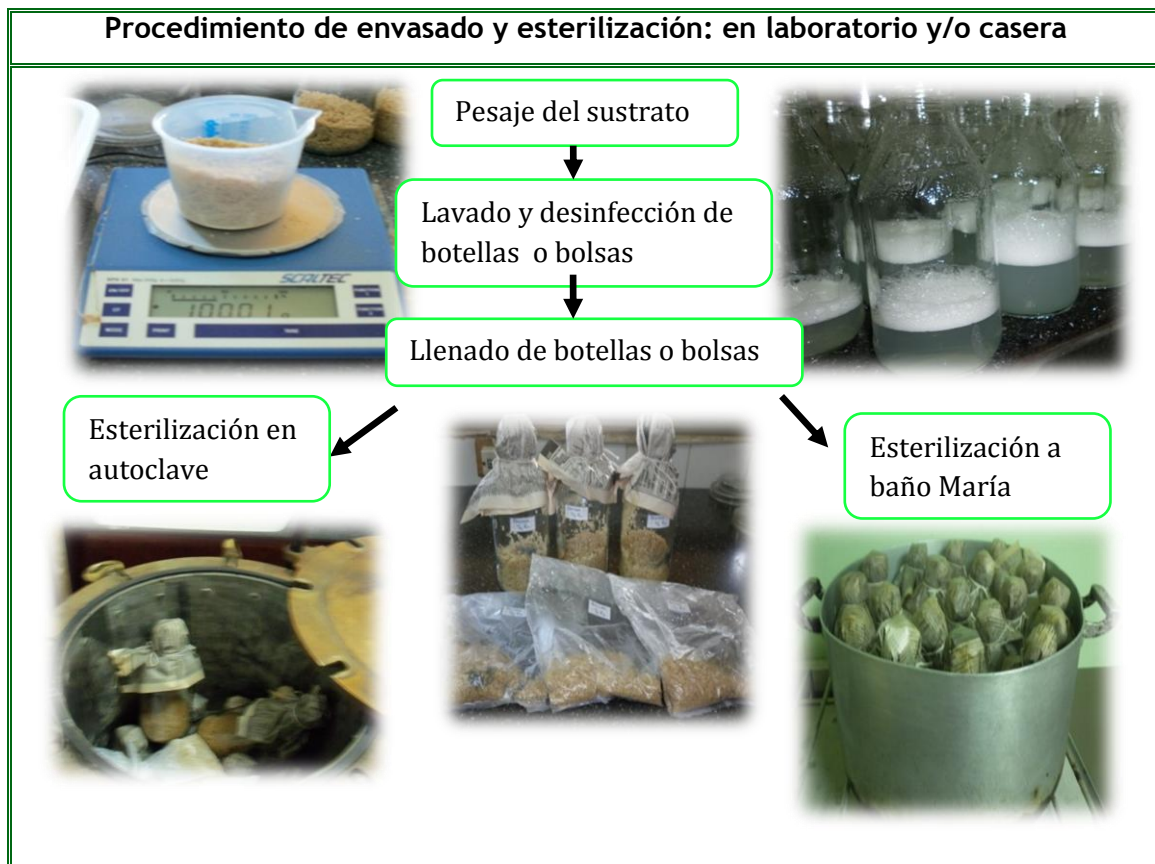 Procedimiento de envasado y esterilización: en laboratorio y/o casera
Pesaje del sustrato
Lavado y desinfección de
botellas o bolsas
Llenado de botellas o bolsas
Esterilización en
autoclave
Esterilización a
baño María
SCALTEC